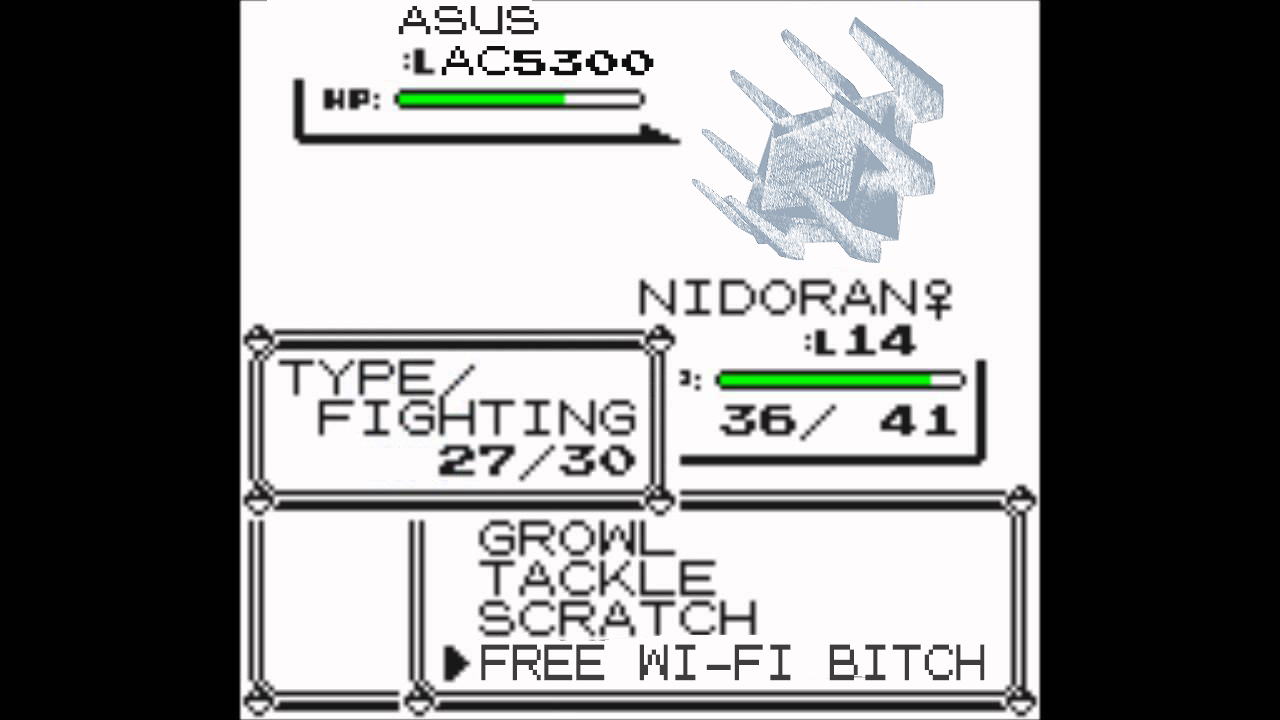 ASUS
:LAC5300
HP:
NIDORAN♀
:L14
36/ 41
TYPE/
FIGHTING
27/30
GROWL
TACKLE
SCRATCH
▶FREE WI-FI BITCH